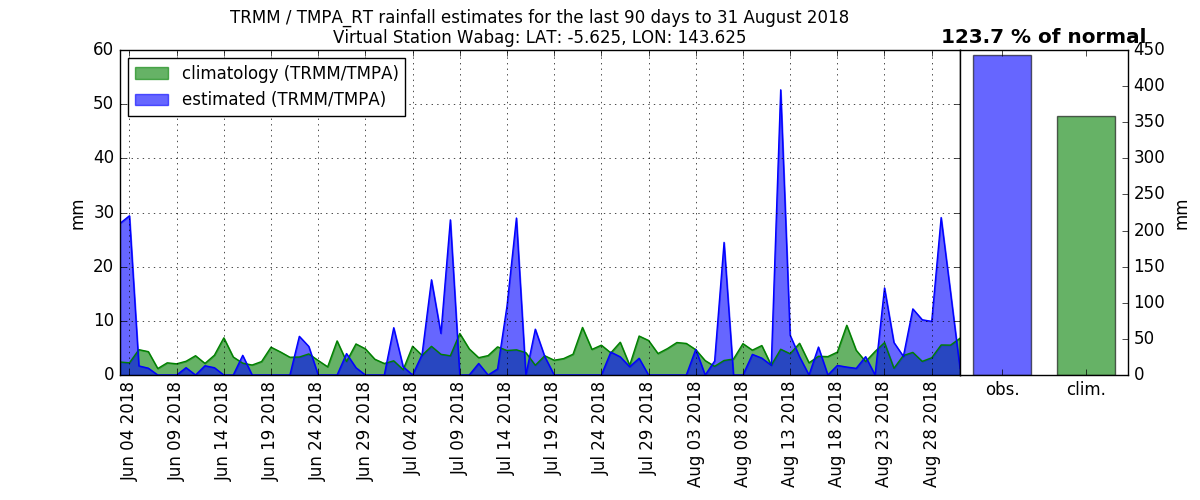 TRMM / TMPA_RT rainfall estimates for the last 90 days to 31 August 2018
Virtual Station Wabag: LAT: -5.625, LON: 143.625
123.7 % of normal
climatology (TRMM/TMPA)
estimated (TRMM/TMPA)
60
50
40
30
20
10
0
mm
Jun 04 2018
Jun 09 2018
Jun 14 2018
Jun 19 2018
Jun 24 2018
Jun 29 2018
Jul 04 2018
Jul 09 2018
Jul 14 2018
Jul 19 2018
Jul 24 2018
Jul 29 2018
Aug 03 2018
Aug 08 2018
Aug 13 2018
Aug 18 2018
Aug 23 2018
Aug 28 2018
obs.
clim.
450
400
350
300
250
200
150
100
50
0
mm